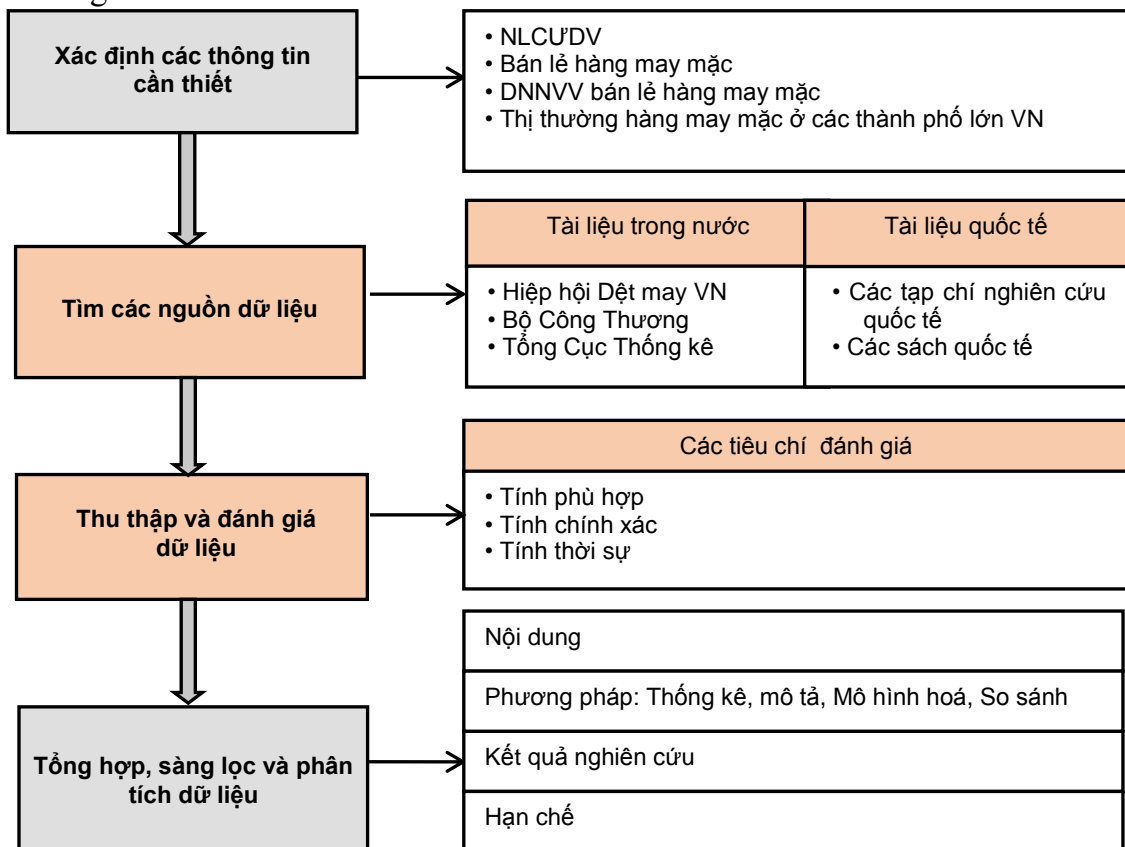 Xác định các thông tin
cần thiết
• NLCƯDV
• Bán lẻ hàng may mặc
• DNNVV bán lẻ hàng may mặc
• Thị thường hàng may mặc ở các thành phố lớn VN
Tìm các nguồn dữ liệu
Tài liệu trong nước
• Hiệp hội Dệt may VN
• Bộ Công Thương
• Tổng Cục Thống kê
Tài liệu quốc tế
• Các tạp chí nghiên cứu
quốc tế
• Các sách quốc tế
Thu thập và đánh giá
dữ liệu
Các tiêu chí đánh giá
• Tính phù hợp
• Tính chính xác
• Tính thời sự
Tổng hợp, sàng lọc và phân
tích dữ liệu
Nội dung
Phương pháp: Thống kê, mô tả, Mô hình hoá, So sánh
Kết quả nghiên cứu
Hạn chế